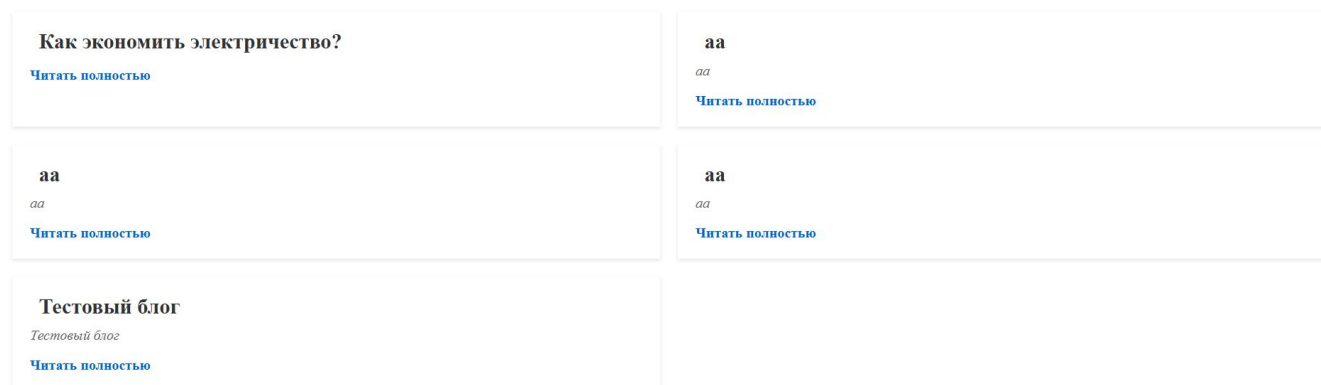 Как экономить электричество?
Читать полностью
аа
аа
Читать полностью
аа
аа
Читать полностью
аа
аа
Читать полностью
Тестовый блог
Тестовый блог
Читать полностью